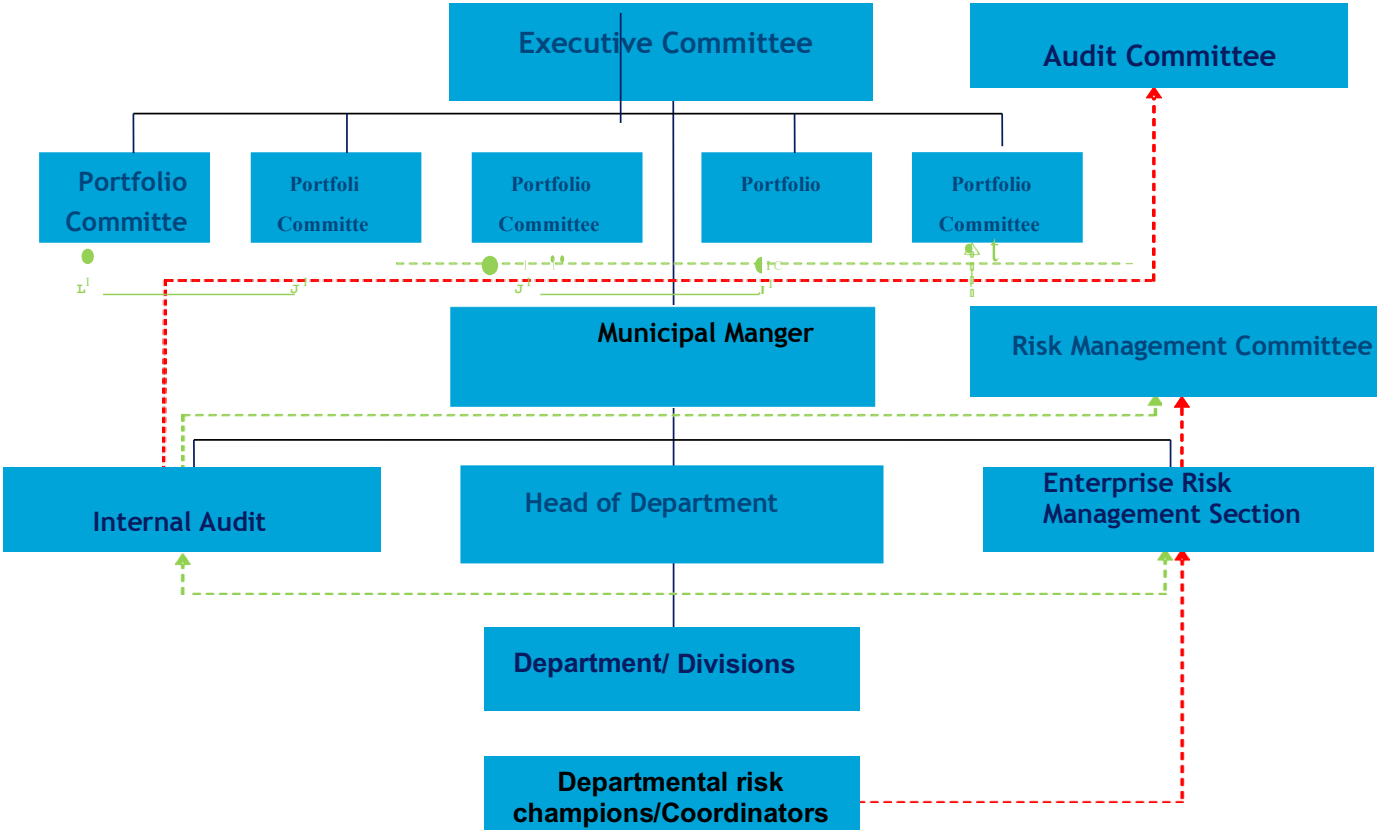 Executive Committee
Audit Committee
Portfolio
Committe
Portfoli
Committe
Portfolio
Committee
Portfolio
Portfolio
Committee
t
Municipal Manger
Risk Management Committee
Internal Audit
Head of Department
Enterprise Risk
Management Section
Department/ Divisions
Departmental risk
champions/Coordinators